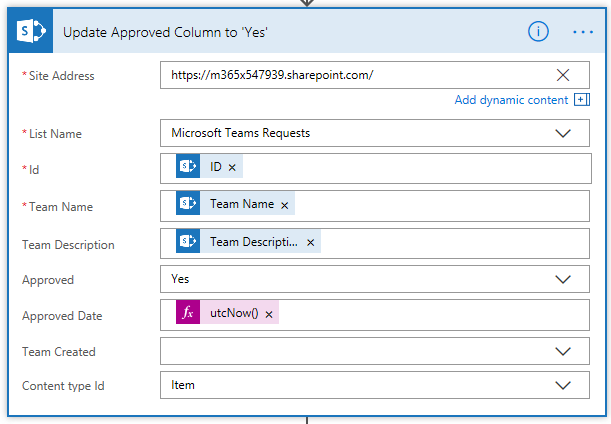 Update Approved Column to 'Yes'
* Site Address https://m365x547939.sharepoint.com/
Add dynamic content
* List Name Microsoft Teams Requests
* Id ID ×
* Team Name Team Name ×
Team Description Team Descripti... ×
Approved Yes
Approved Date fx utcNow() ×
Team Created
Content type Id Item